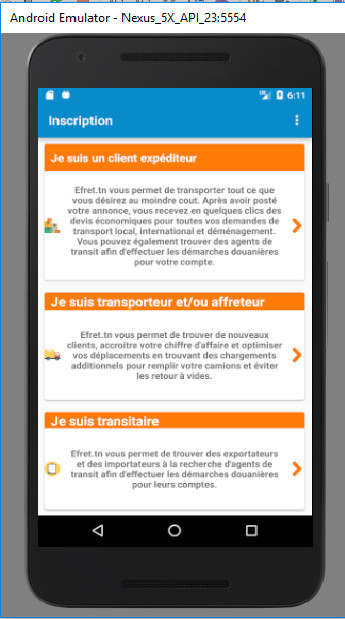 Android Emulator - Nexus_5X_API_23:5554
6:11
Inscription
Je suis un client expéditeur
Efret.tn vous permet de transporter tout ce que
vous désirez au moindre cout. Après avoir posté
votre annonce, vous recevez en quelques clics des
devis économiques pour toutes vos demandes de
transport local, international et déménagement.
Vous pouvez également trouver des agents de
transit afin d'effectuer les démarches douanières
pour votre compte.
Je suis transporteur et/ou affreteur
Efret.tn vous permet de trouver de nouveaux
clients, accroitre votre chiffre d'affaire et optimiser
vos déplacements en trouvant des chargements
additionnels pour remplir votre camions et éviter
les retour à vides.
Je suis transitaire
Efret.tn vous permet de trouver des exportateurs
et des importateurs à la recherche d'agents de
transit afin d'effectuer les démarches douanières
pour leurs comptes.